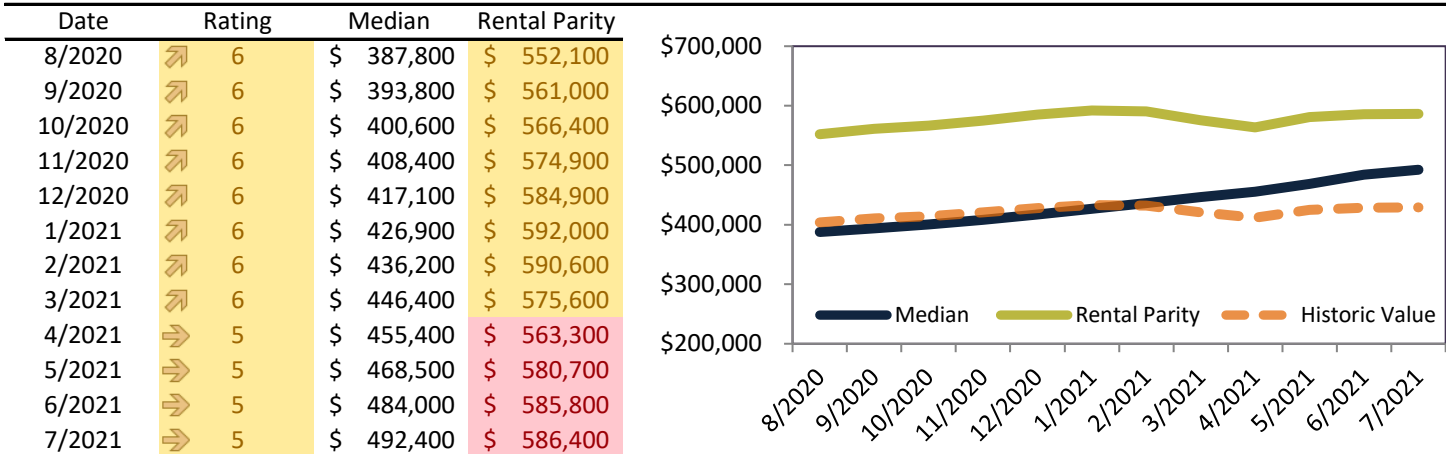 Date Rating Median Rental Parity
8/2020 6 $ 387,800 $ 552,100
9/2020 6 $ 393,800 $ 561,000
10/2020 6 $ 400,600 $ 566,400
11/2020 6 $ 408,400 $ 574,900
12/2020 6 $ 417,100 $ 584,900
1/2021 6 $ 426,900 $ 592,000
2/2021 6 $ 436,200 $ 590,600
3/2021 6 $ 446,400 $ 575,600
4/2021 5 $ 455,400 $ 563,300
5/2021 5 $ 468,500 $ 580,700
6/2021 5 $ 484,000 $ 585,800
7/2021 5 $ 492,400 $ 586,400
$700,000
$600,000
$500,000
$400,000
$300,000
$200,000
Median Rental Parity Historic Value
8/2020 9/2020 10/2020 11/2020 12/2020 1/2021 2/2021 3/2021 4/2021 5/2021 6/2021 7/2021